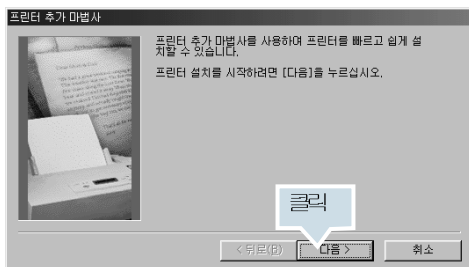 프린터 추가 마법사
프린터 추가 마법사를 사용하여 프린터를 빠르고 쉽게 설
치할 수 있습니다.
프린터 설치를 시작하려면 [다음]을 누르십시오.
클릭
< 뒤로(B)
다음 >
취소